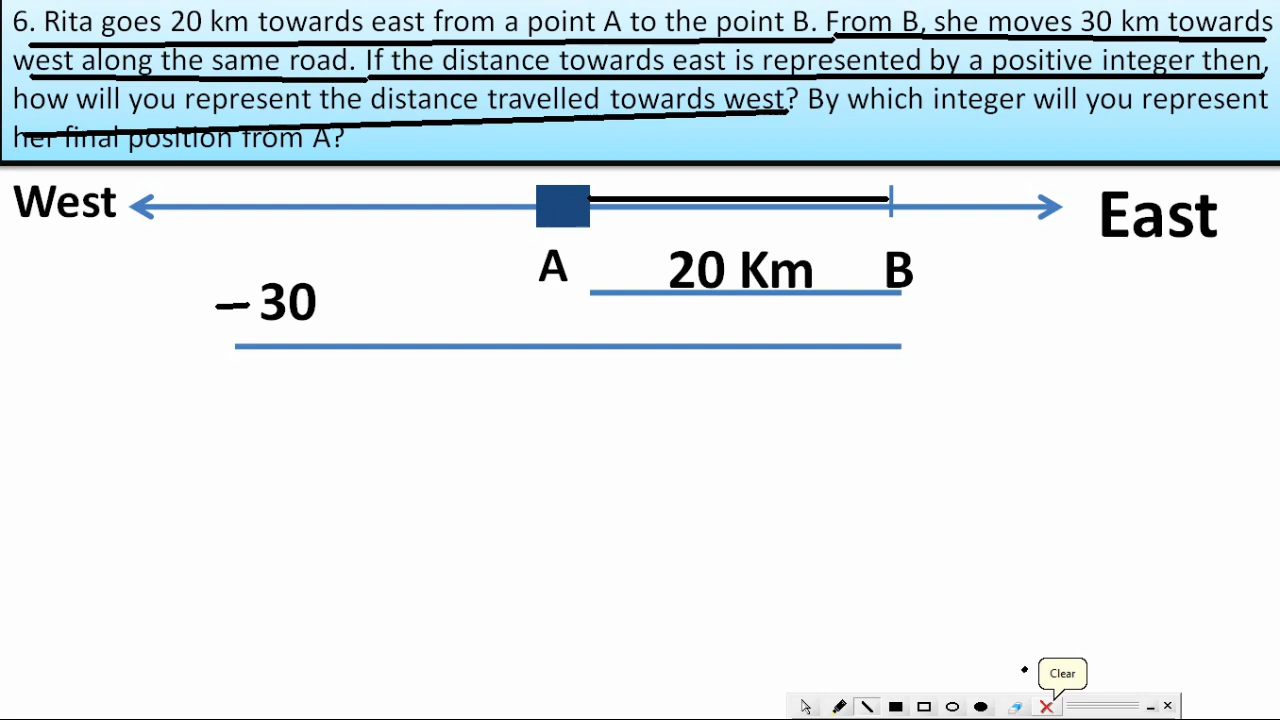 6. Rita goes 20 km towards east from a point A to the point B. From B, she moves 30 km towards
west along the same road. If the distance towards east is represented by a positive integer then,
how will you represent the distance travelled towards west? By which integer will you represent
her final position from A?
West
East
A
20 Km
B
– 30
Clear